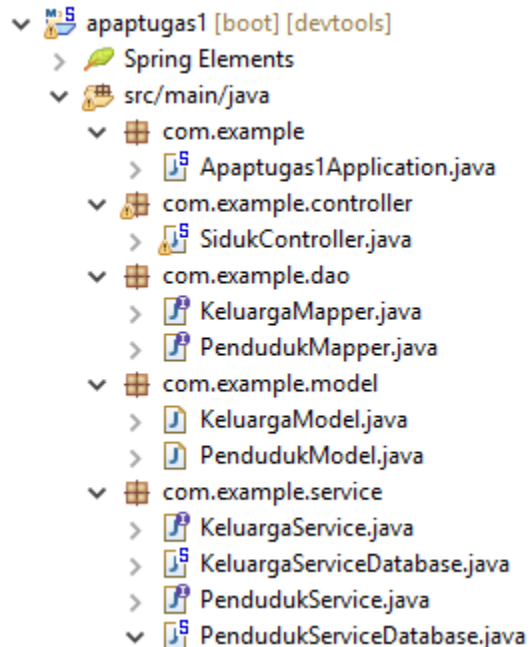 apaptugas1 [boot] [devtools]
Spring Elements
src/main/java
com.example
Apaptugas1Application.java
com.example.controller
SidukController.java
com.example.dao
KeluargaMapper.java
PendudukMapper.java
com.example.model
KeluargaModel.java
PendudukModel.java
com.example.service
KeluargaService.java
KeluargaServiceDatabase.java
PendudukService.java
PendudukServiceDatabase.java